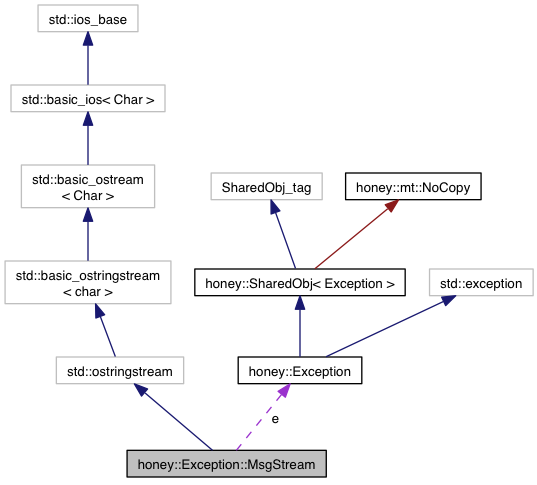 std::ios_base
std::basic_ios< Char >
std::basic_ostream
< Char >
SharedObj_tag
honey::mt::NoCopy
std::basic_ostringstream
< char >
honey::SharedObj< Exception >
std::exception
std::ostringstream
honey::Exception
e
honey::Exception::MsgStream